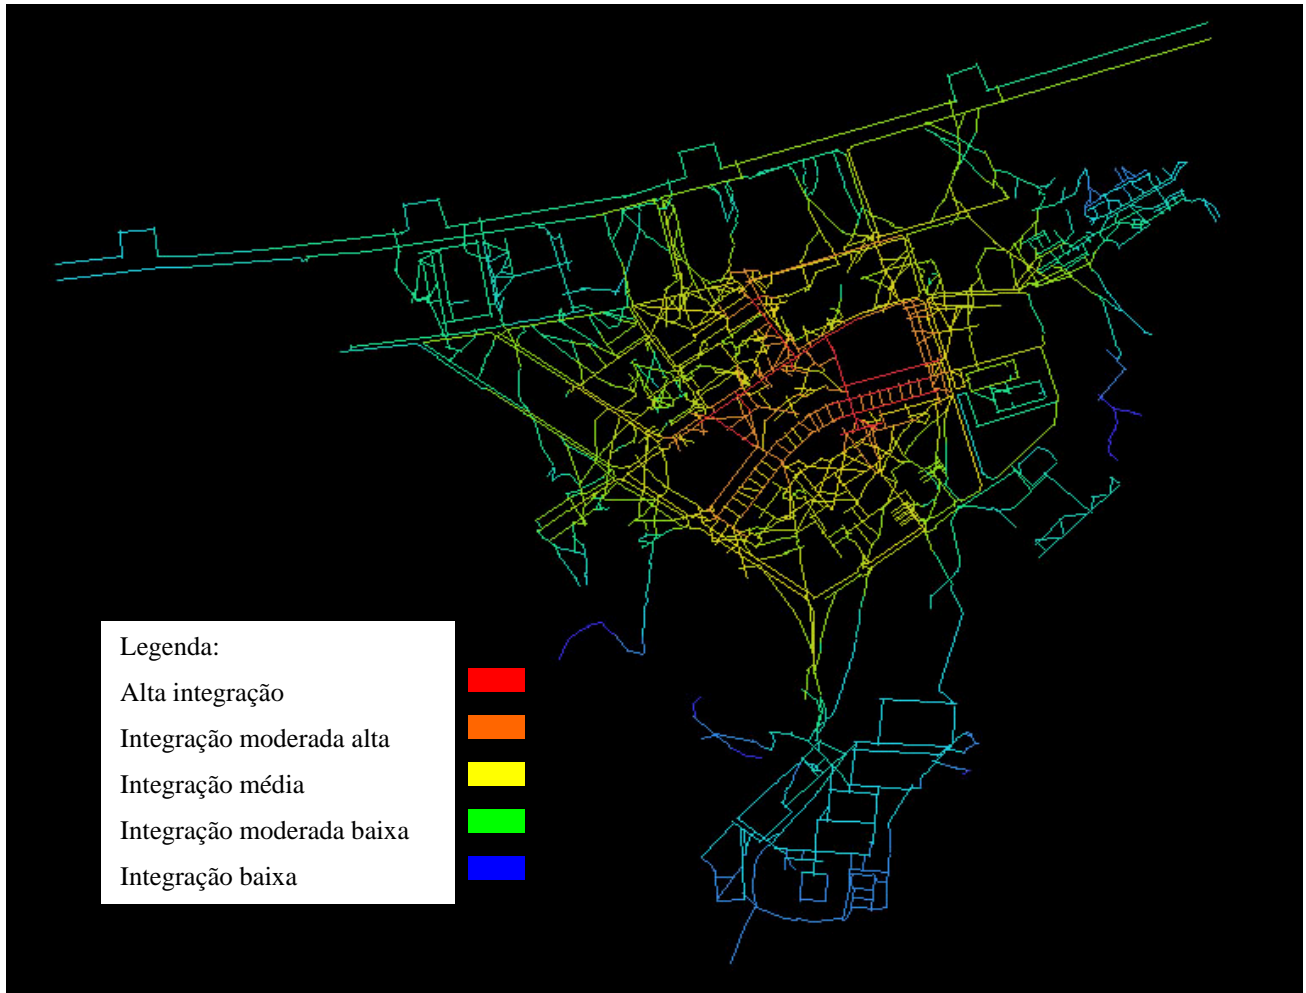 Legenda:
Alta integração
Integração moderada alta
Integração média
Integração moderada baixa
Integração baixa